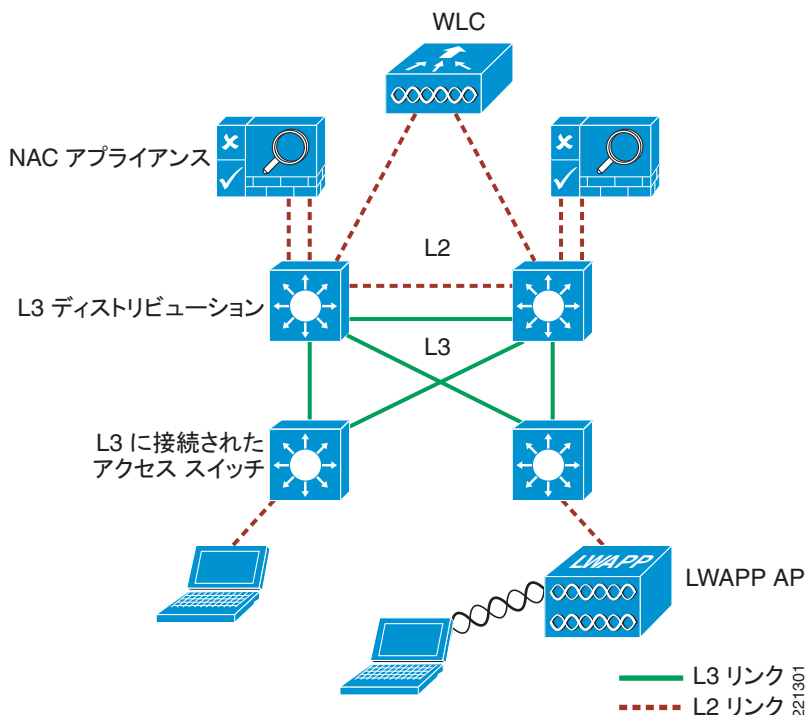 WLC
NAC アプライアンス
L2
L3 ディストリビューション
L3
L3 に接続された
アクセス スイッチ
LWAPP
LWAPP AP
L3 リンク
L2 リンク
221301